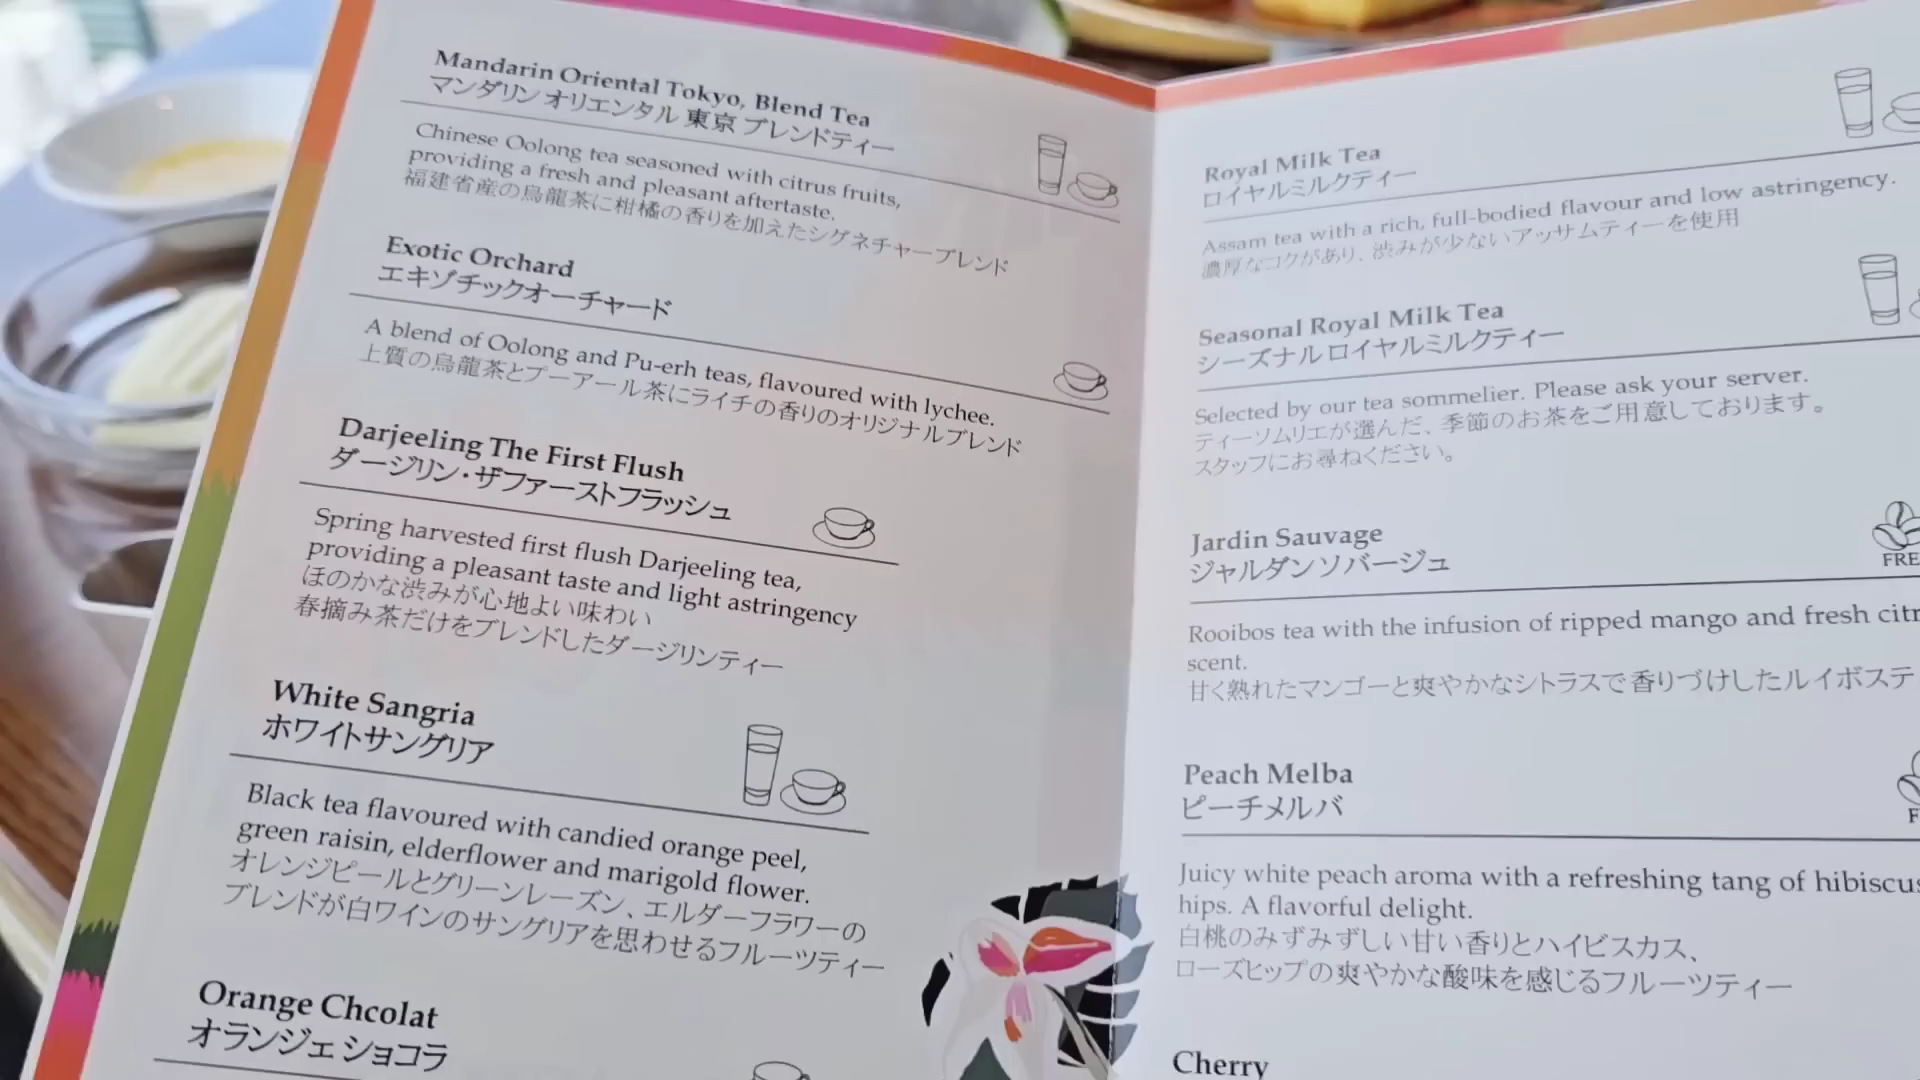 Mandarin Oriental Tokyo, Blend Tea
マンダリン オリエンタル 東京 ブレンドティー
Chinese Oolong tea seasoned with citrus fruits,
providing a fresh and pleasant aftertaste.
福建省産の烏龍茶に柑橘の香りを加えたシグネチャーブレンド
Exotic Orchard
エキゾチックオーチャード
A blend of Oolong and Pu-erh teas, flavoured with lychee.
上質の烏龍茶とプーアール茶にライチの香りのオリジナルブレンド
Darjeeling The First Flush
ダージリン・ザファーストフラッシュ
Spring harvested first flush Darjeeling tea,
providing a pleasant taste and light astringency
ほのかな渋みが心地よい味わい
春摘み茶だけをブレンドしたダージリンティー
White Sangria
ホワイトサングリア
Black tea flavoured with candied orange peel,
green raisin, elderflower and marigold flower.
オレンジピールとグリーンレーズン、エルダーフラワーの
ブレンドが白ワインのサングリアを思わせるフルーツティー
Orange Chcolat
オランジェ ショコラ
Royal Milk Tea
ロイヤルミルクティー
Assam tea with a rich, full-bodied flavour and low astringency.
濃厚なコクがあり、渋みが少ないアッサムティーを使用
Seasonal Royal Milk Tea
シーズナル ロイヤルミルクティー
Selected by our tea sommelier. Please ask your server.
ティーソムリエが選んだ、季節のお茶をご用意しております。
スタッフにお尋ねください。
Jardin Sauvage
ジャルダン ソバージュ
FRE
Rooibos tea with the infusion of ripped mango and fresh citr
scent.
甘く熟れたマンゴーと爽やかなシトラスで香りづけしたルイボステ
Peach Melba
ピーチメルバ
F
Juicy white peach aroma with a refreshing tang of hibiscus
hips. A flavorful delight.
白桃のみずみずしい甘い香りとハイビスカス、
ローズヒップの爽やかな酸味を感じるフルーツティー
Cherry